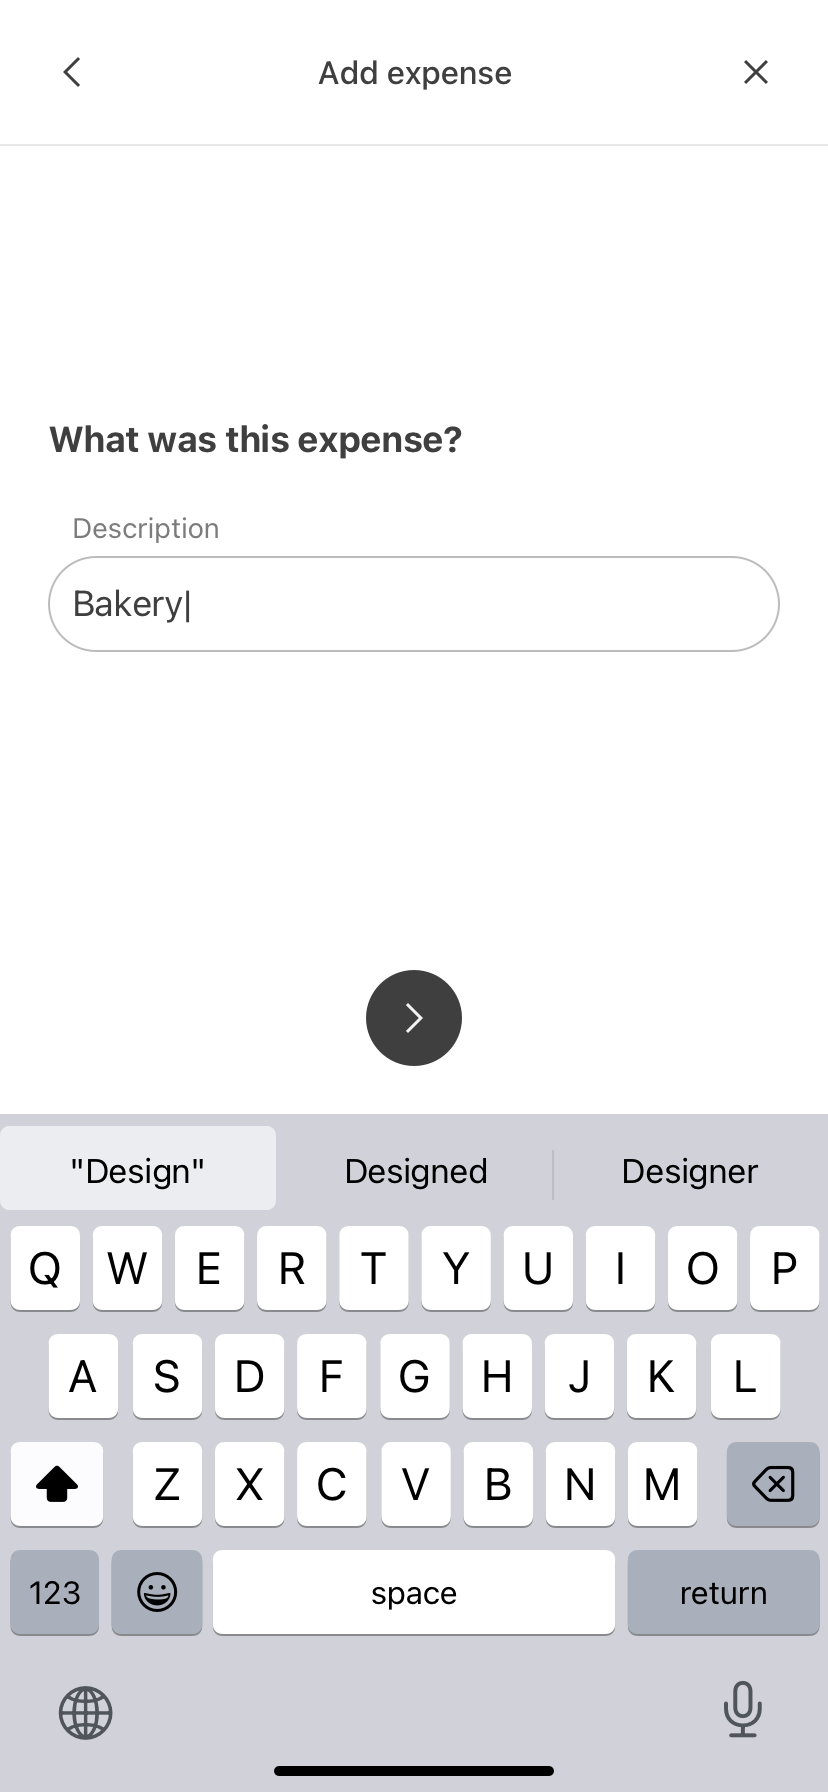 Add expense
What was this expense?
Description
Bakery
"Design" Designed Designer
Q W E R T Y U I O P
A S D F G H J K L
Z X C V B N M
123 space return